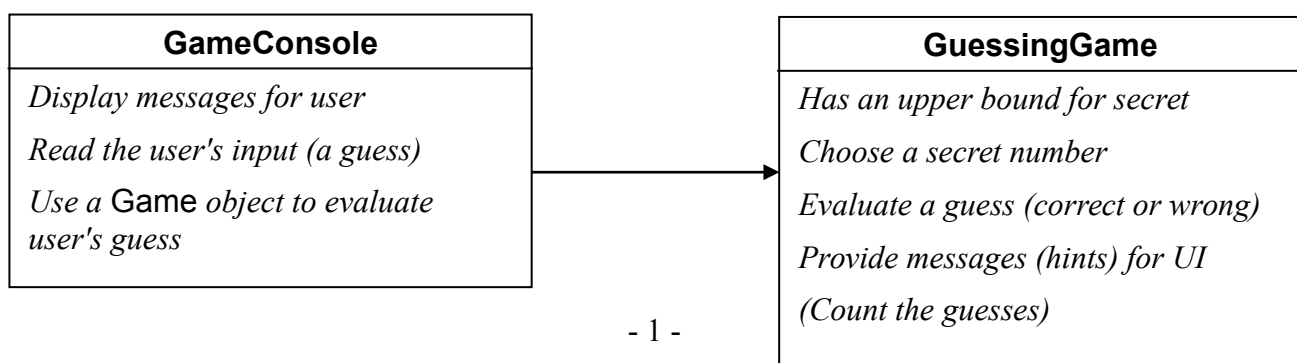 GameConsole
Display messages for user
Read the user's input (a guess)
Use a Game object to evaluate
user's guess
GuessingGame
Has an upper bound for secret
Choose a secret number
Evaluate a guess (correct or wrong)
Provide messages (hints) for UI
(Count the guesses)
- 1 -